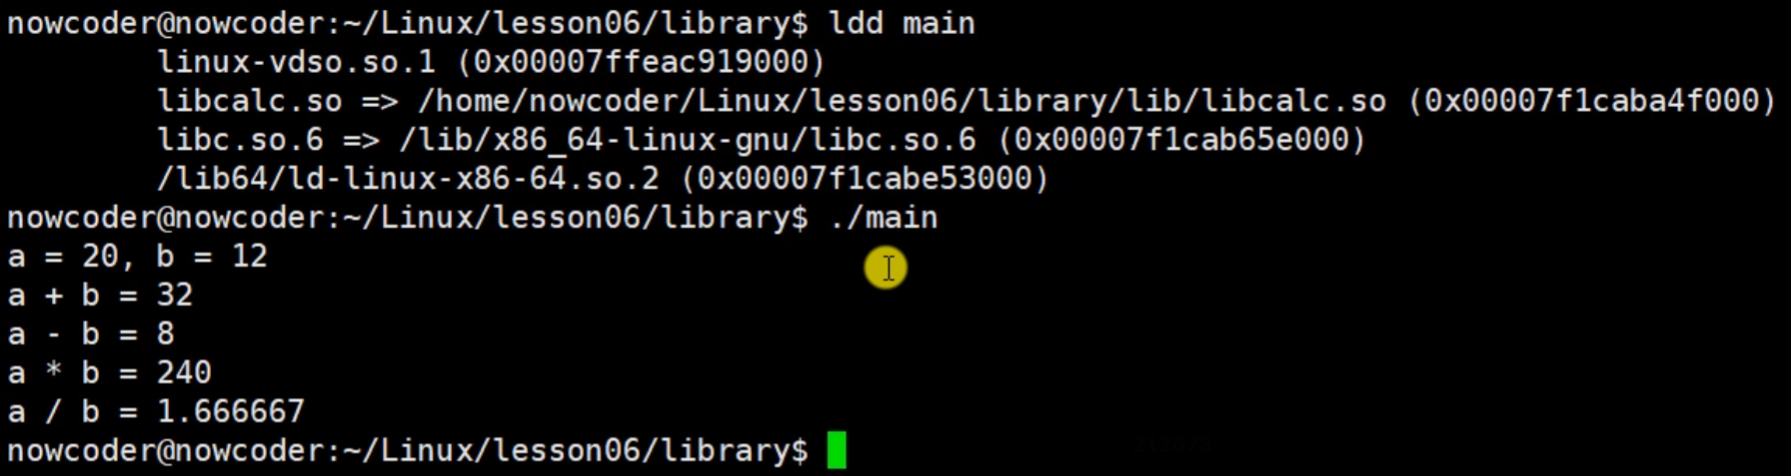 nowcoder@nowcoder:~/Linux/lesson06/library$ ldd main
linux-vdso.so.1 (0x00007ffeac919000)
libcalc.so => /home/nowcoder/Linux/lesson06/library/lib/libcalc.so (0x00007f1caba4f000)
libc.so.6 => /lib/x86_64-linux-gnu/libc.so.6 (0x00007f1cab65e000)
/lib64/ld-linux-x86-64.so.2 (0x00007f1cabe53000)
nowcoder@nowcoder:~/Linux/lesson06/library$ ./main
a = 20, b = 12
a + b = 32
a - b = 8
a * b = 240
a / b = 1.666667
nowcoder@nowcoder:~/Linux/lesson06/library$